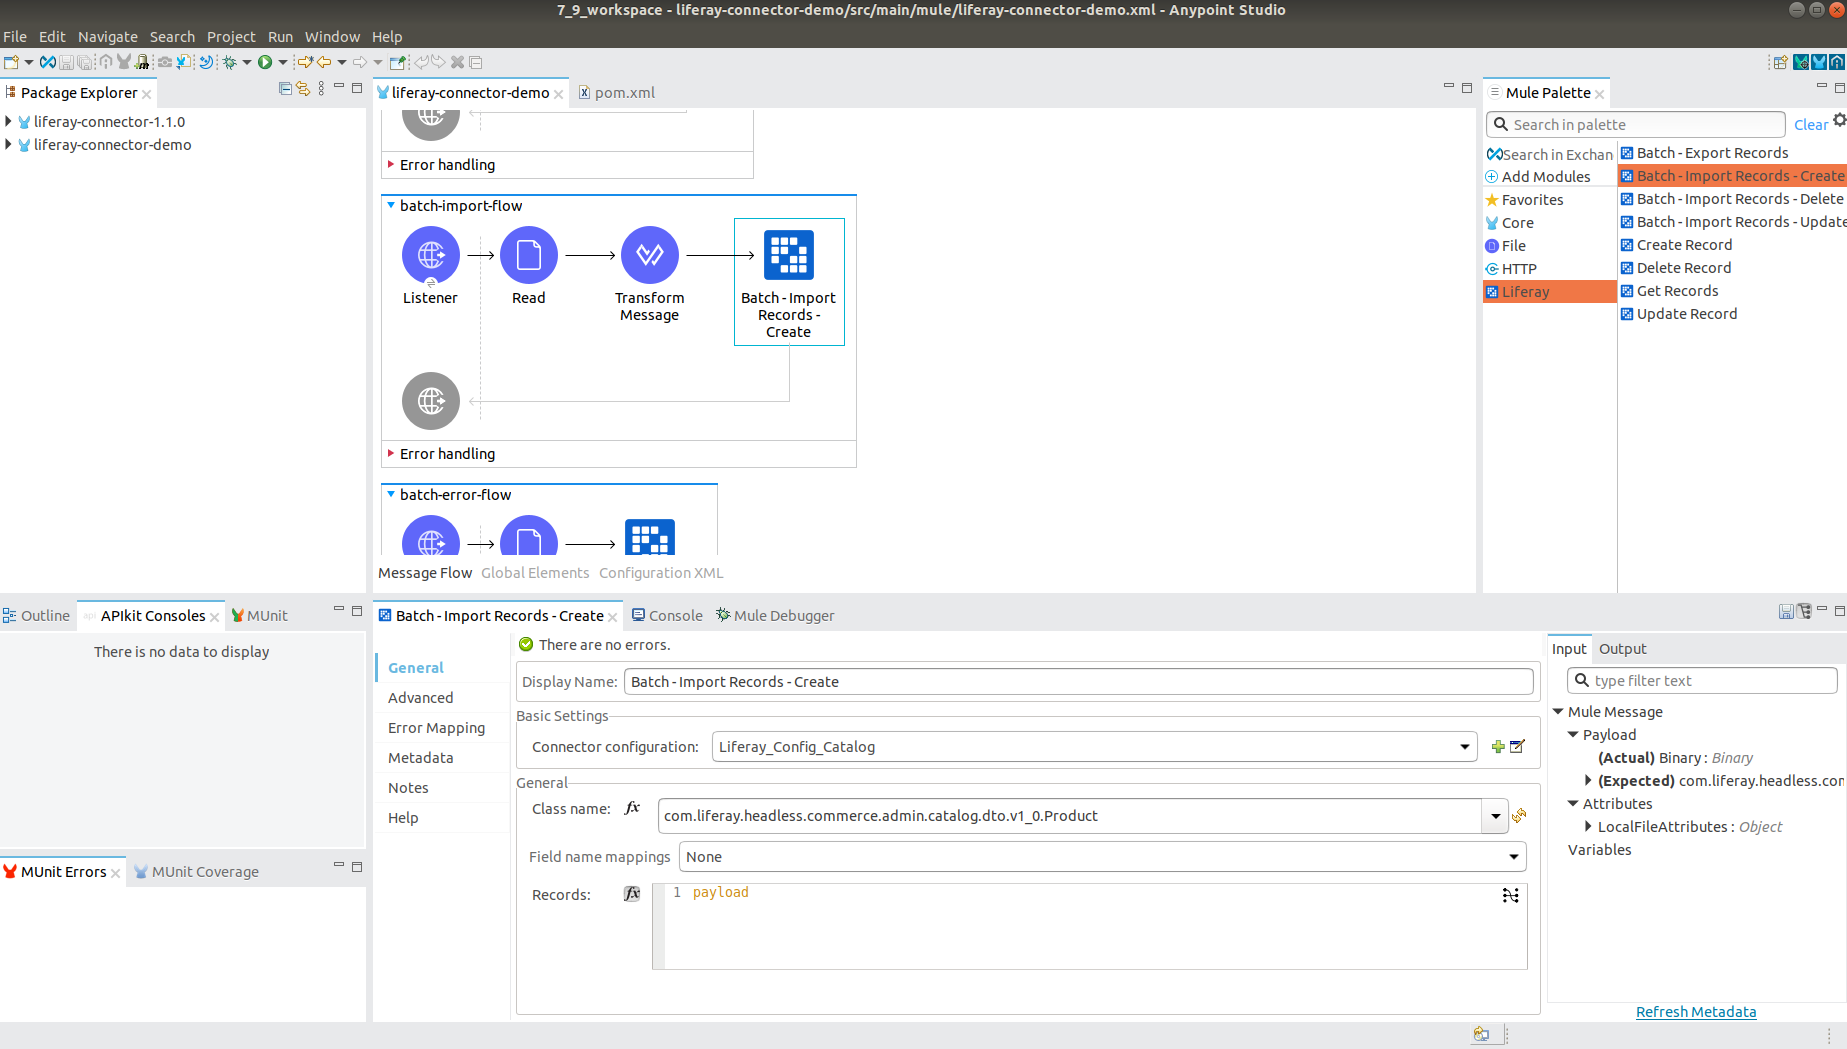 7_9_workspace - liferay-connector-demo/src/main/mule/liferay-connector-demo.xml - Anypoint Studio
File Edit Navigate Search Project Run Window Help
Package Explorer
liferay-connector-1.1.0
liferay-connector-demo
liferay-connector-demo
pom.xml
Error handling
batch-import-flow
Listener
Read
Transform
Message
Batch - Import
Records -
Create
Error handling
batch-error-flow
Message Flow Global Elements Configuration XML
Mule Palette
Search in palette
Clear
Search in Exchan
Add Modules
Favorites
Core
File
HTTP
Liferay
Batch - Export Records
Batch - Import Records - Create
Batch - Import Records - Delete
Batch - Import Records - Update
Create Record
Delete Record
Get Records
Update Record
Outline
APIkit Consoles
MUnit
There is no data to display
MUnit Errors
MUnit Coverage
Batch - Import Records - Create
Console
Mule Debugger
General
Advanced
Error Mapping
Metadata
Notes
Help
There are no errors.
Display Name: Batch - Import Records - Create
Basic Settings
Connector configuration: Liferay_Config_Catalog
General
Class name: fx com.liferay.headless.commerce.admin.catalog.dto.v1_0.Product
Field name mappings None
Records: fx 1 payload
Input Output
type filter text
Mule Message
Payload
(Actual) Binary : Binary
(Expected) com.liferay.headless.con
Attributes
LocalFileAttributes : Object
Variables
Refresh Metadata